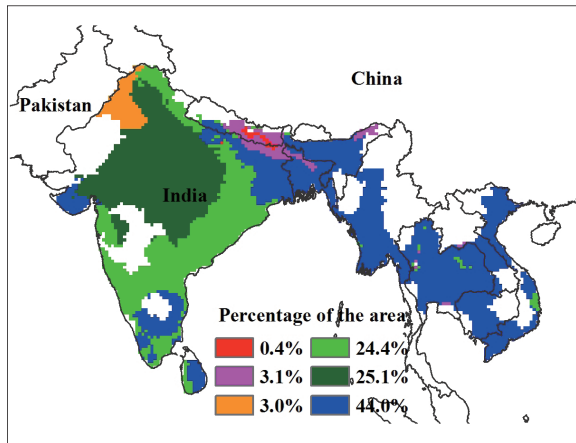 China
Pakistan
India
Percentage of the area
0.4% 24.4%
3.1% 25.1%
3.0% 44.0%